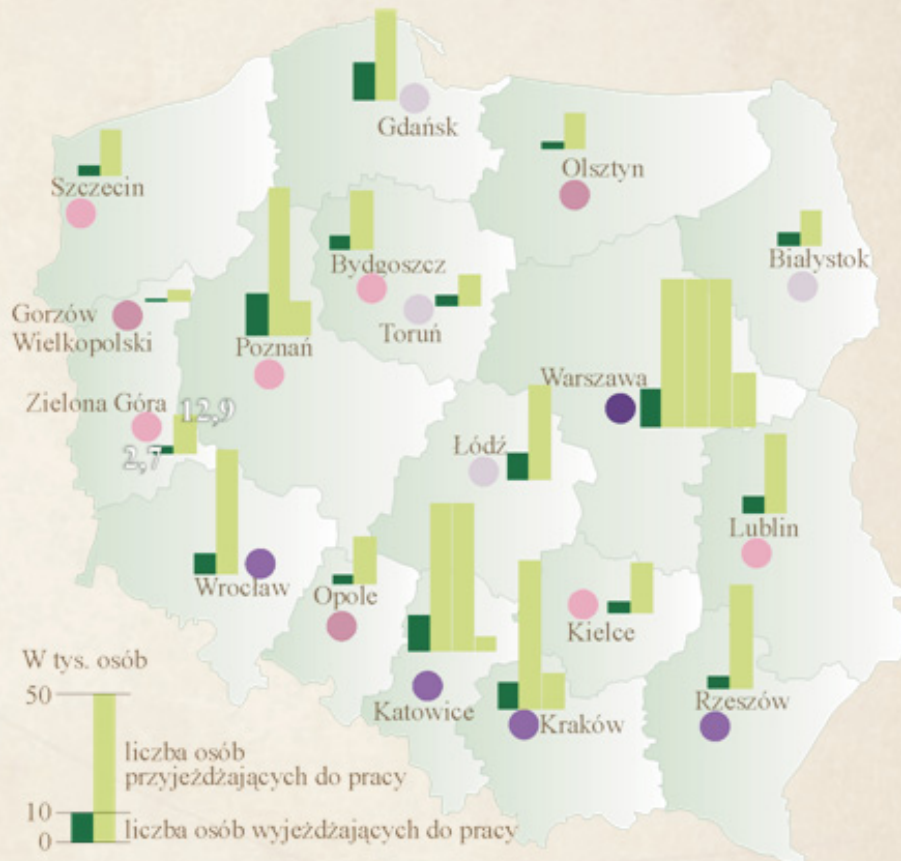 Gdańsk
Olsztyn
Szczecin
Białystok
Bydgoszcz
Gorzów
Wielkopolski
Toruń
Poznań
Warszawa
Zielona Góra
12,9
2,7
Łódź
Lublin
Wrocław
Opole
Kielce
Katowice
Kraków
Rzeszów
W tys. osób
50
liczba osób
przyjeżdżających do pracy
10
0
liczba osób wyjeżdżających do pracy